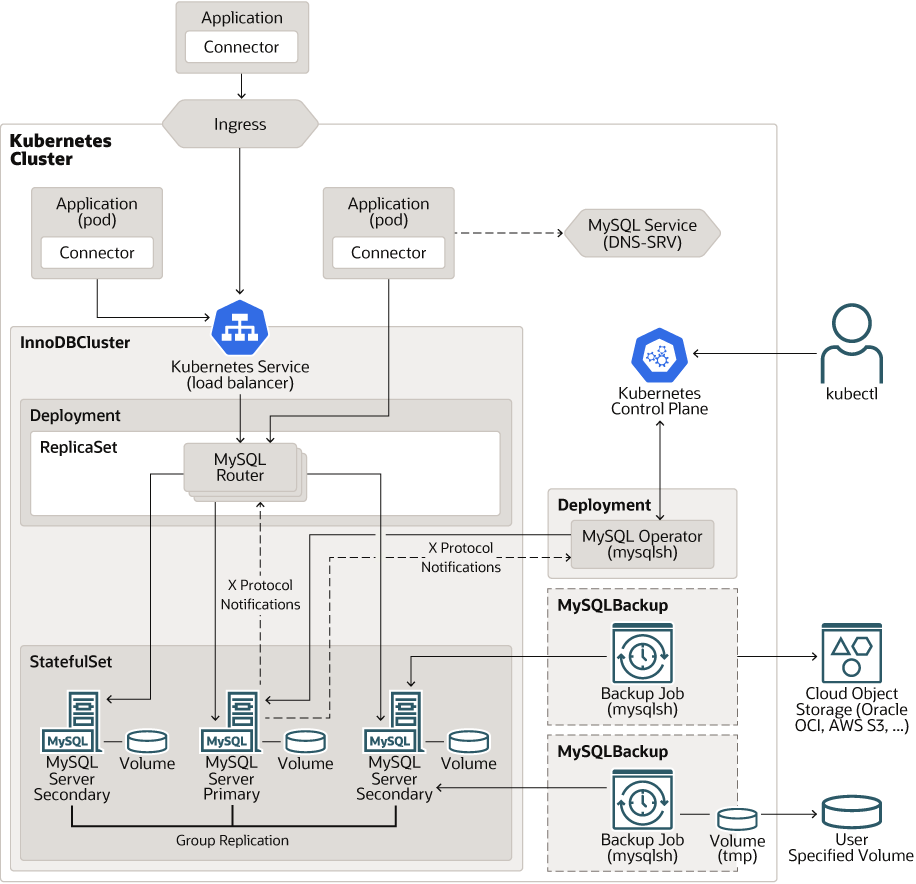 Application
Connector
Ingress
Kubernetes
Cluster
Application
(pod)
Connector
Application
(pod)
Connector
MySQL Service
(DNS-SRV)
InnoDBCluster
Kubernetes Service
(load balancer)
Kubernetes
Control Plane
kubectl
Deployment
ReplicaSet
MySQL
Router
Deployment
MySQL Operator
(mysqlsh)
X Protocol
Notifications
X Protocol
Notifications
MySQLBackup
Backup Job
(mysqlsh)
Cloud Object
Storage (Oracle
OCI, AWS S3, ...)
StatefulSet
MySQL
MySQL
Server
Secondary
Volume
MySQL
MySQL
Server
Primary
Volume
MySQL
MySQL
Server
Secondary
Volume
Group Replication
MySQLBackup
Backup Job
(mysqlsh)
Volume
(tmp)
User
Specified Volume